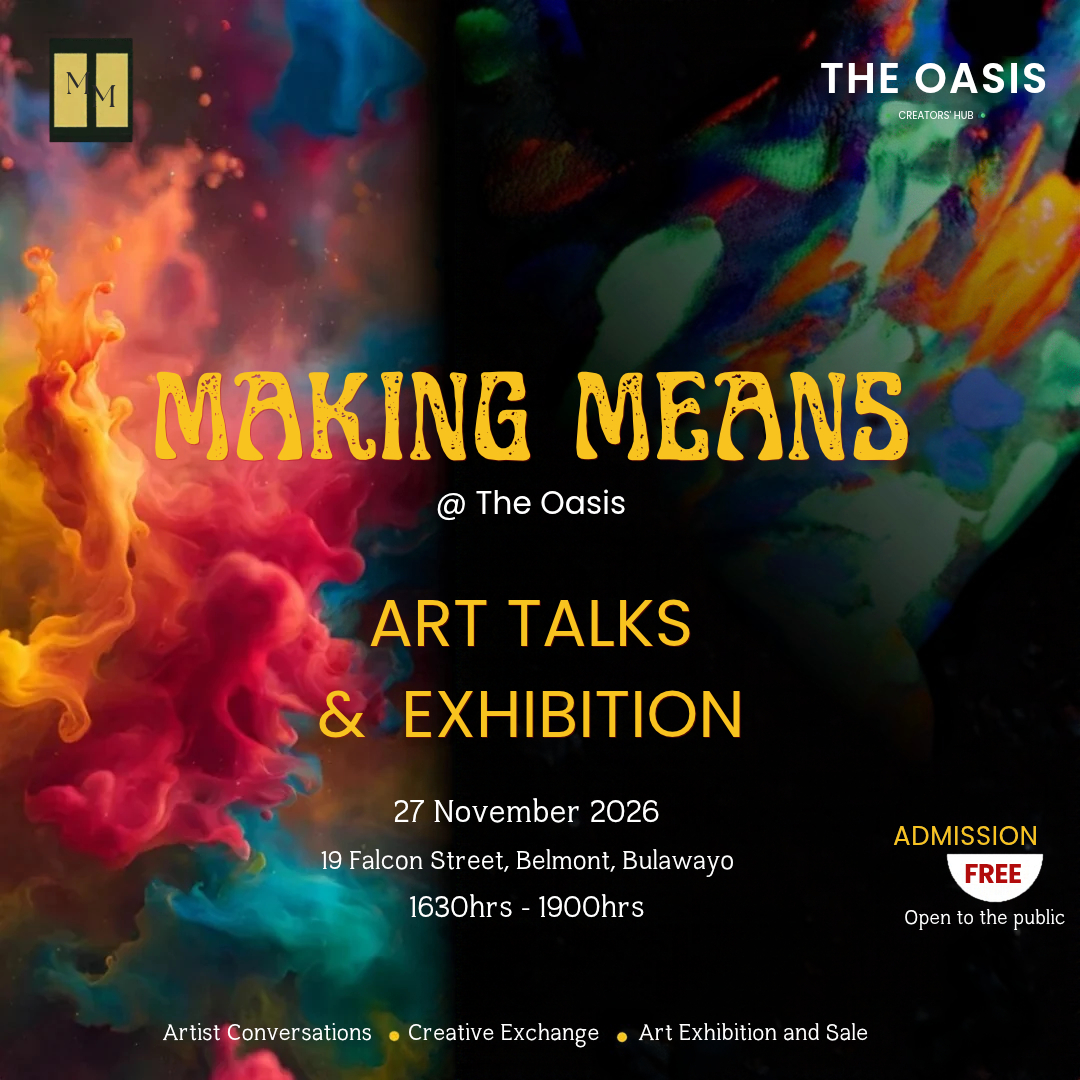 M
M
THE OASIS
CREATORS' HUB
MAKING MEANS
@ The Oasis
ART TALKS
& EXHIBITION
27 November 2026
19 Falcon Street, Belmont, Bulawayo
1630hrs - 1900hrs
ADMISSION
FREE
Open to the public
Artist Conversations • Creative Exchange • Art Exhibition and Sale